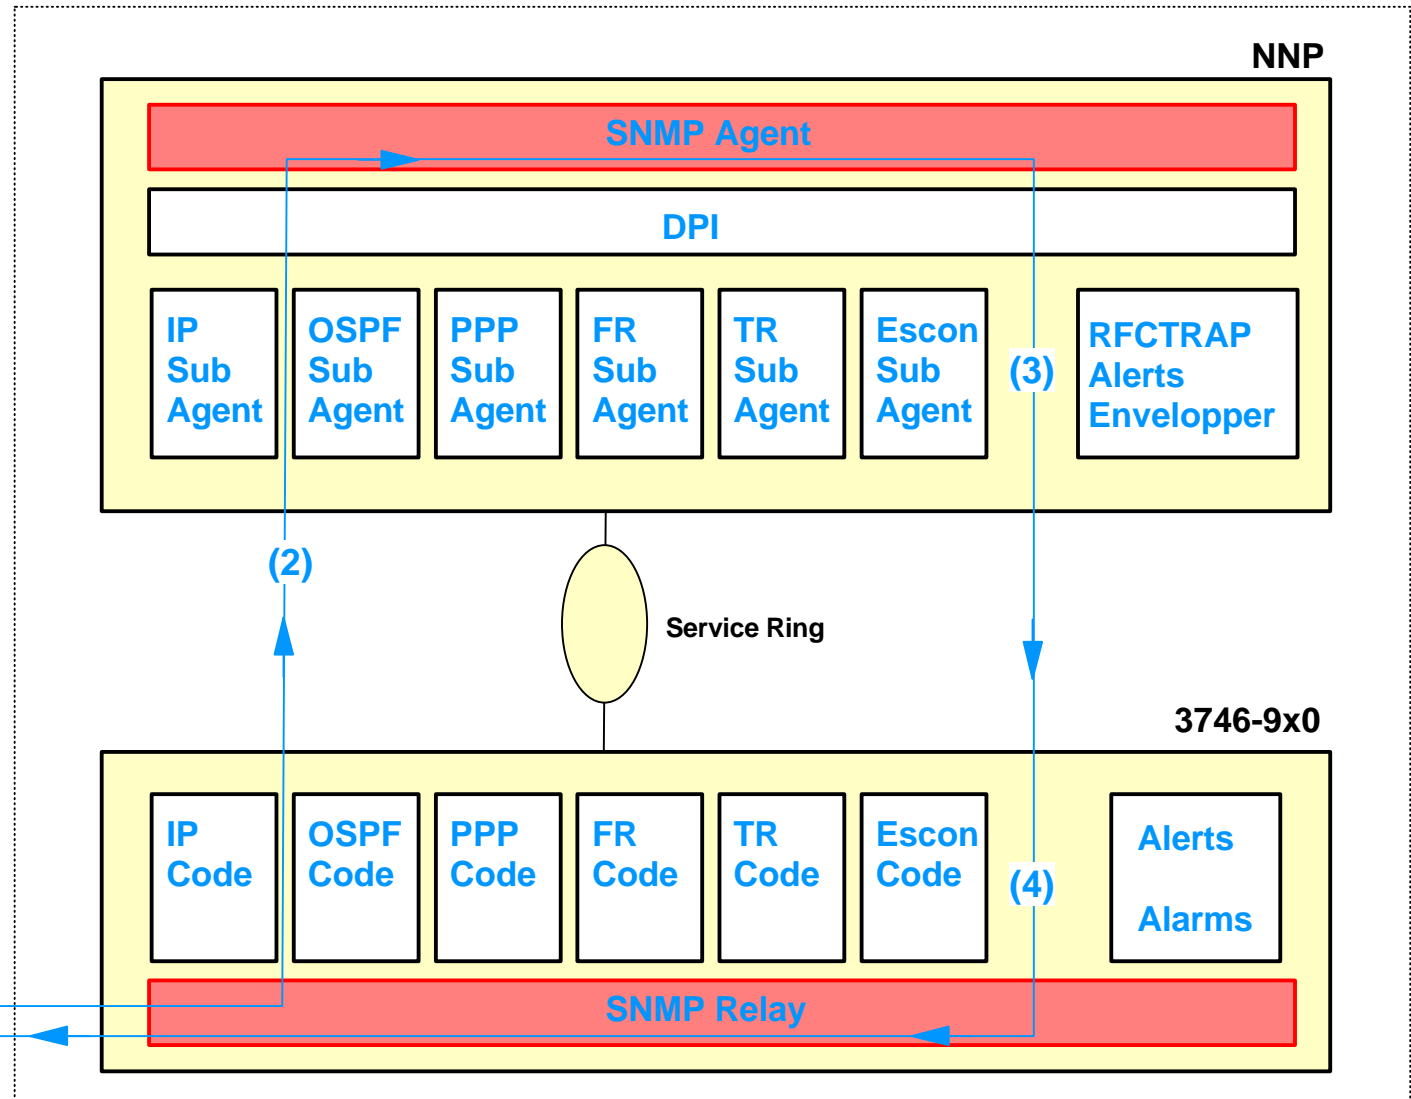 NNP
SNMP Agent
DPI
IP
Sub
Agent
OSPF
Sub
Agent
PPP
Sub
Agent
FR
Sub
Agent
TR
Sub
Agent
Escon
Sub
Agent
(3)
RFCTRAP
Alerts
Envelopper
(2)
Service Ring
3746-9x0
IP
Code
OSPF
Code
PPP
Code
FR
Code
TR
Code
Escon
Code
(4)
Alerts
Alarms
SNMP Relay